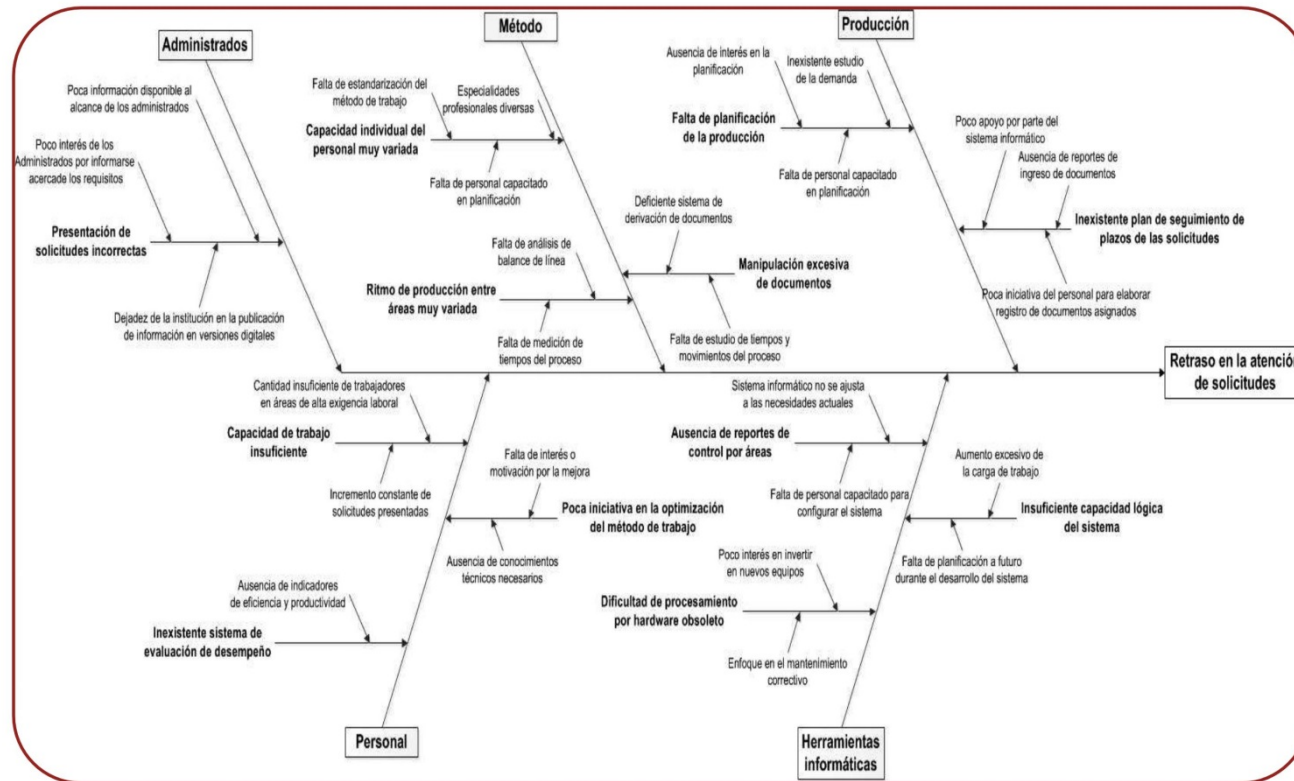 Administrados
Método
Producción
Poca información disponible al
alcance de los administrados
Poco interés de los
Administrados por informarse
acercade los requisitos
Presentación de
solicitudes incorrectas
Dejadez de la institución en la publicación
de información en versiones digitales
Falta de estandarización del
método de trabajo
Especialidades
profesionales diversas
Capacidad individual del
personal muy variada
Falta de personal capacitado
en planificación
Deficiente sistema de
derivación de documentos
Falta de análisis de
balance de línea
Manipulación excesiva
de documentos
Ritmo de producción entre
áreas muy variada
Falta de medición de
tiempos del proceso
Falta de estudio de tiempos y
movimientos del proceso
Ausencia de interés en la
planificación
Inexistente estudio
de la demanda
Falta de planificación
de la producción
Falta de personal capacitado
en planificación
Poco apoyo por parte del
sistema informático
Ausencia de reportes de
ingreso de documentos
Inexistente plan de seguimiento de
plazos de las solicitudes
Poca iniciativa del personal para elaborar
registro de documentos asignados
Retraso en la atención
de solicitudes
Cantidad insuficiente de trabajadores
en áreas de alta exigencia laboral
Capacidad de trabajo
insuficiente
Incremento constante de
solicitudes presentadas
Falta de interés o
motivación por la mejora
Poca iniciativa en la optimización
del método de trabajo
Ausencia de conocimientos
técnicos necesarios
Ausencia de indicadores
de eficiencia y productividad
Inexistente sistema de
evaluación de desempeño
Sistema informático no se ajusta
a las necesidades actuales
Ausencia de reportes de
control por áreas
Falta de personal capacitado para
configurar el sistema
Aumento excesivo de
la carga de trabajo
Insuficiente capacidad lógica
del sistema
Falta de planificación a futuro
durante el desarrollo del sistema
Poco interés en invertir
en nuevos equipos
Dificultad de procesamiento
por hardware obsoleto
Enfoque en el mantenimiento
correctivo
Personal
Herramientas
informáticas